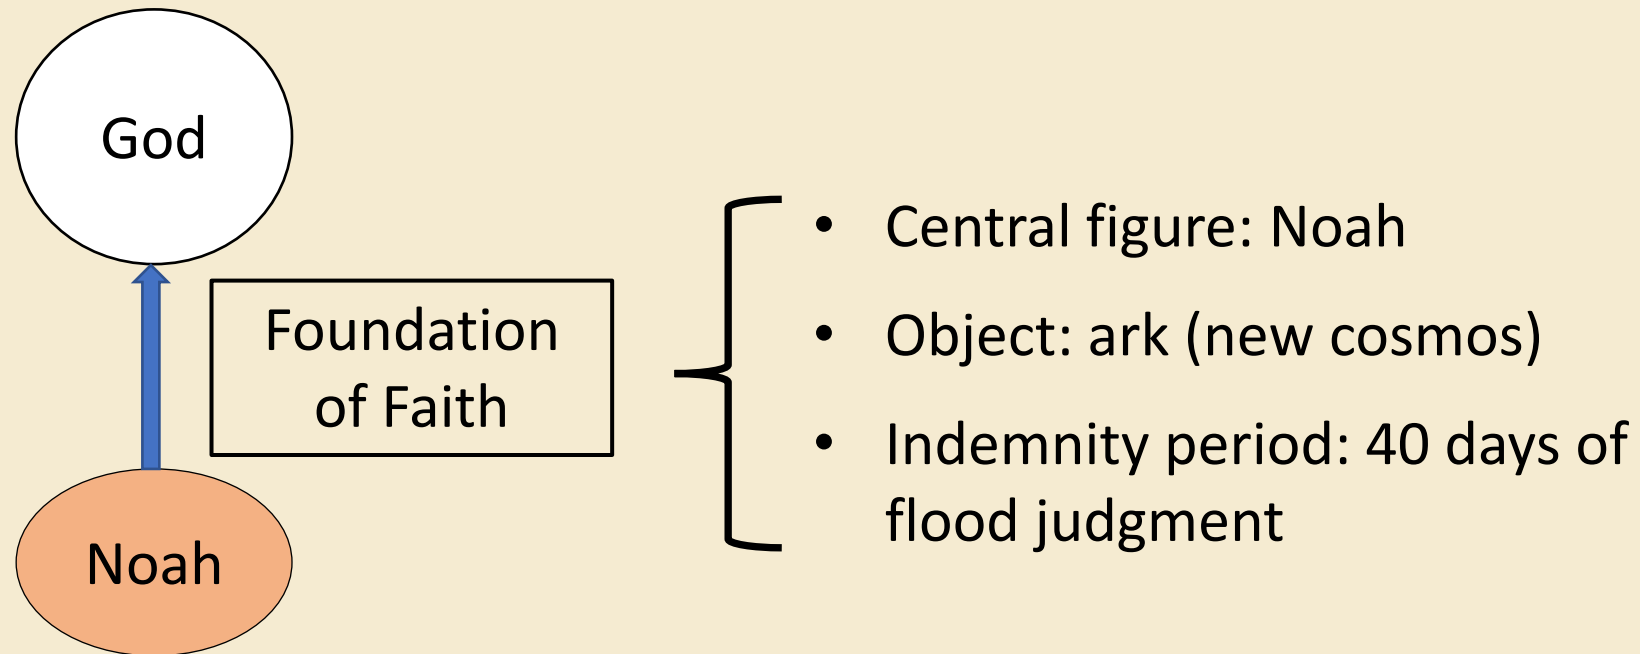 God
Foundation
of Faith
Noah
• Central figure: Noah
• Object: ark (new cosmos)
• Indemnity period: 40 days of
flood judgment